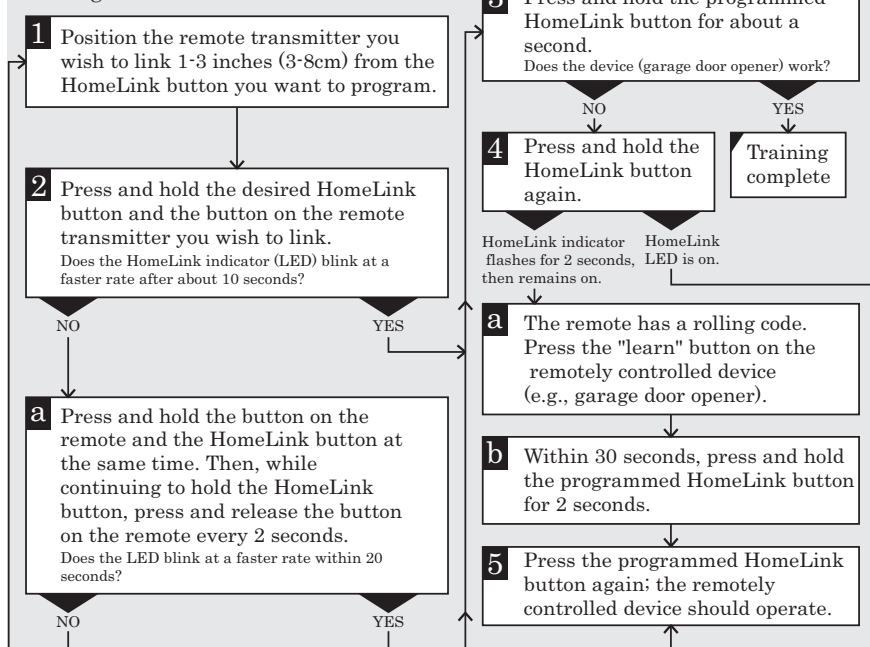 1
Position the remote transmitter you
wish to link 1-3 inches (3-8cm) from the
HomeLink button you want to program.
2
Press and hold the desired HomeLink
button and the button on the remote
transmitter you wish to link.
Does the HomeLink indicator (LED) blink at a
faster rate after about 10 seconds?
NO
YES
a
Press and hold the button on the
remote and the HomeLink button at
the same time. Then, while
continuing to hold the HomeLink
button, press and release the button
on the remote every 2 seconds.
Does the LED blink at a faster rate within 20
seconds?
NO
YES
3
Press and hold the programmed
HomeLink button for about a
second.
Does the device (garage door opener) work?
NO
YES
4
Press and hold the
HomeLink button
again.
Training
complete
HomeLink indicator
flashes for 2 seconds,
then remains on.
HomeLink
LED is on.
a
The remote has a rolling code.
Press the "learn" button on the
remotely controlled device
(e.g., garage door opener).
b
Within 30 seconds, press and hold
the programmed HomeLink button
for 2 seconds.
5
Press the programmed HomeLink
button again; the remotely
controlled device should operate.